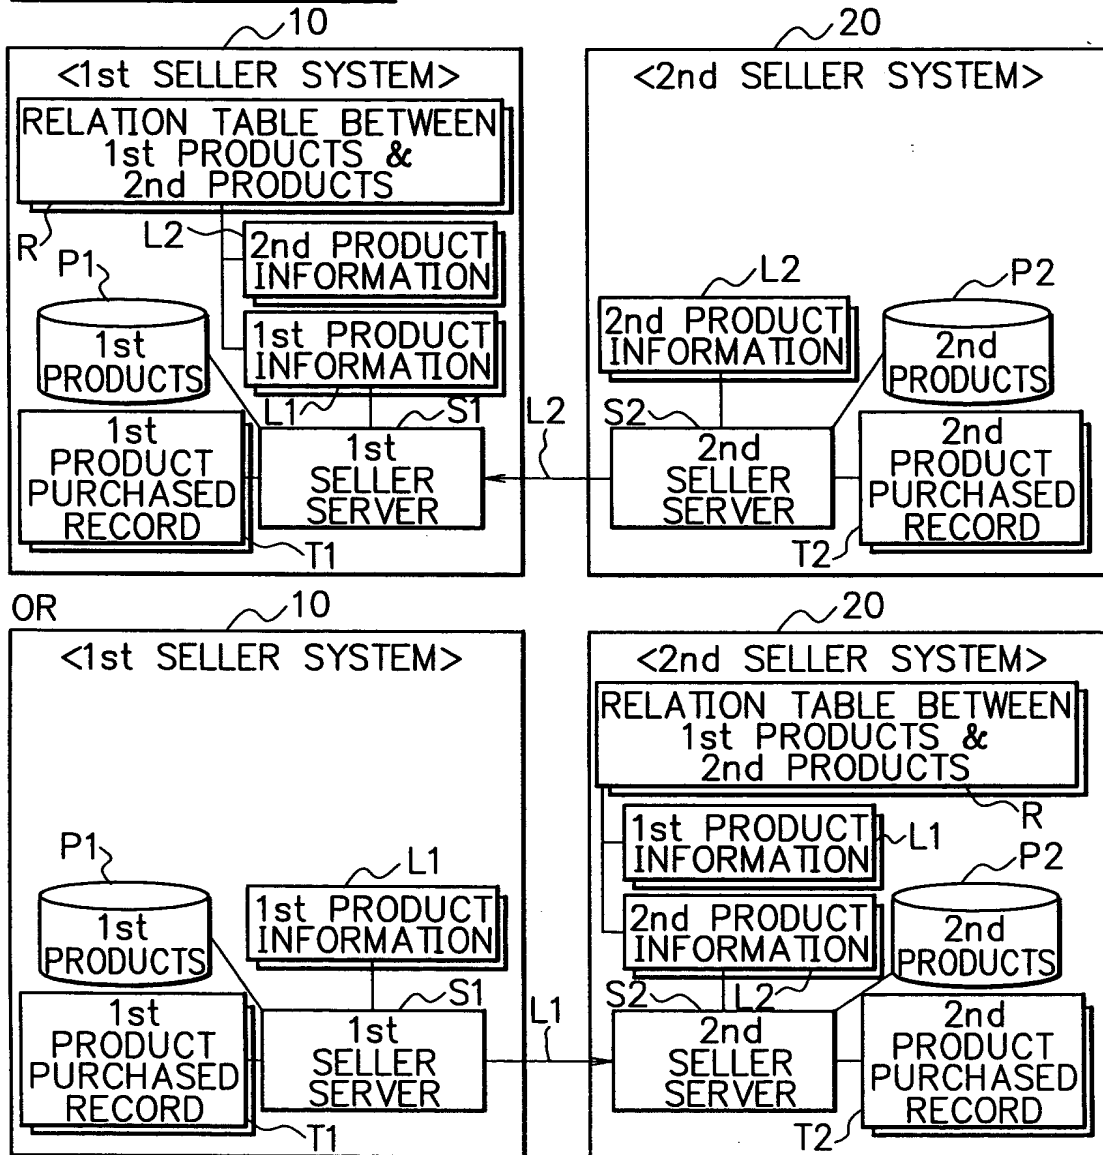 10
20
<1st SELLER SYSTEM>
<2nd SELLER SYSTEM>
RELATION TABLE BETWEEN
1st PRODUCTS &
2nd PRODUCTS
R
L2
2nd PRODUCT
INFORMATION
P1
1st
PRODUCTS
1st PRODUCT
INFORMATION
L1
S1
1st
PRODUCT
PURCHASED
RECORD
T1
1st
SELLER
SERVER
L2
L2
2nd PRODUCT
INFORMATION
P2
2nd
PRODUCTS
S2
2nd
SELLER
SERVER
2nd
PRODUCT
PURCHASED
RECORD
T2
OR
10
20
<1st SELLER SYSTEM>
<2nd SELLER SYSTEM>
P1
1st
PRODUCTS
L1
1st PRODUCT
INFORMATION
S1
1st
PRODUCT
PURCHASED
RECORD
T1
1st
SELLER
SERVER
L1
RELATION TABLE BETWEEN
1st PRODUCTS &
2nd PRODUCTS
R
1st PRODUCT
INFORMATION
L1
P2
2nd PRODUCT
INFORMATION
2nd
PRODUCTS
S2
L2
2nd
SELLER
SERVER
2nd
PRODUCT
PURCHASED
RECORD
T2